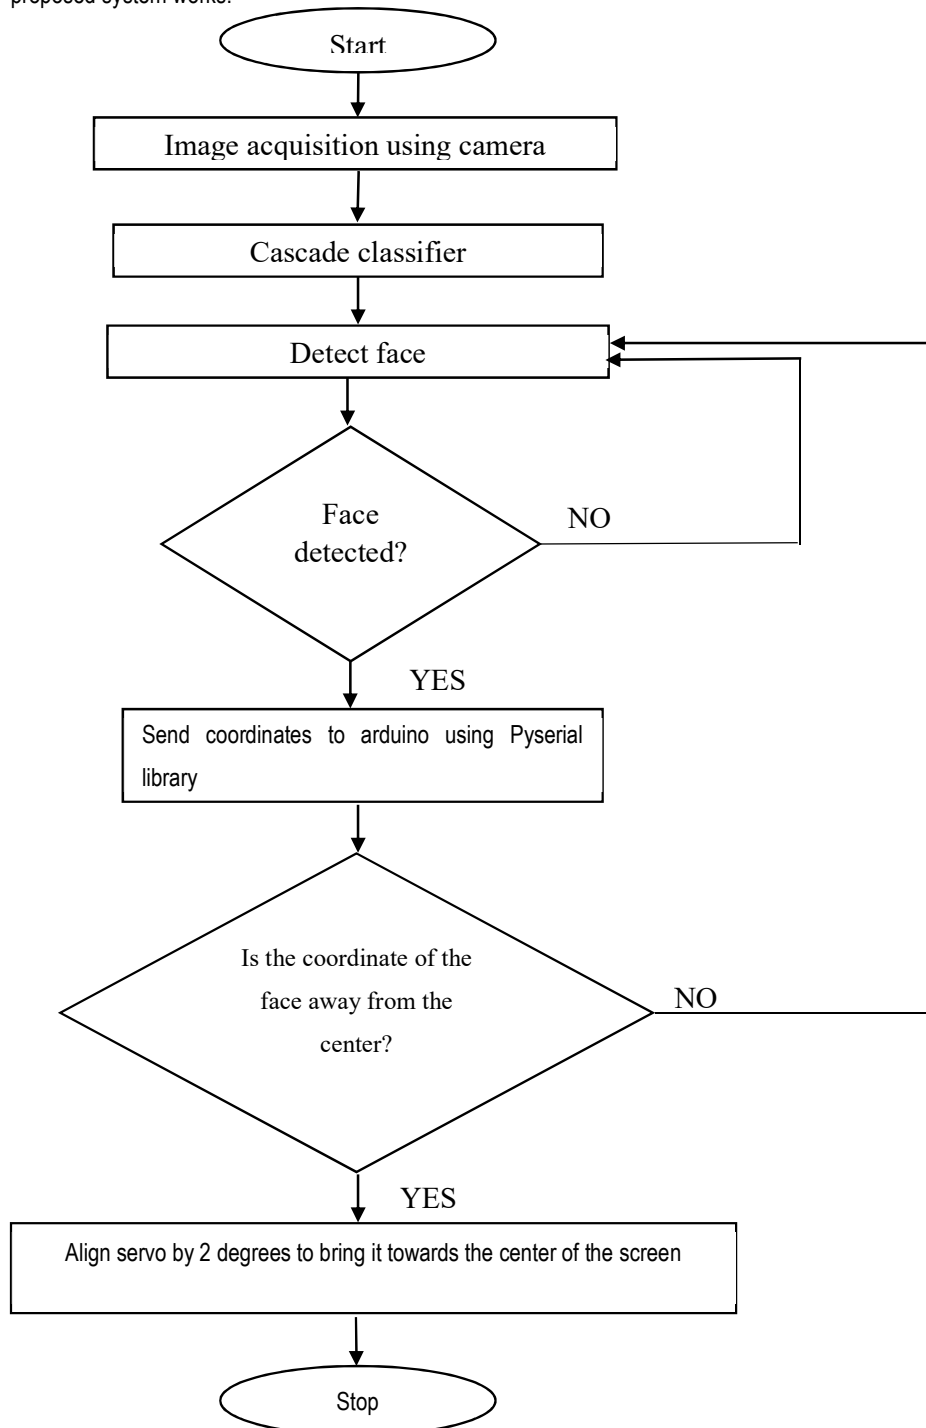 proposed system works.
Start
Image acquisition using camera
Cascade classifier
Detect face
Face
detected?
NO
YES
Send coordinates to arduino using Pyserial
library
Is the coordinate of the
face away from the
center?
NO
YES
Align servo by 2 degrees to bring it towards the center of the screen
Stop